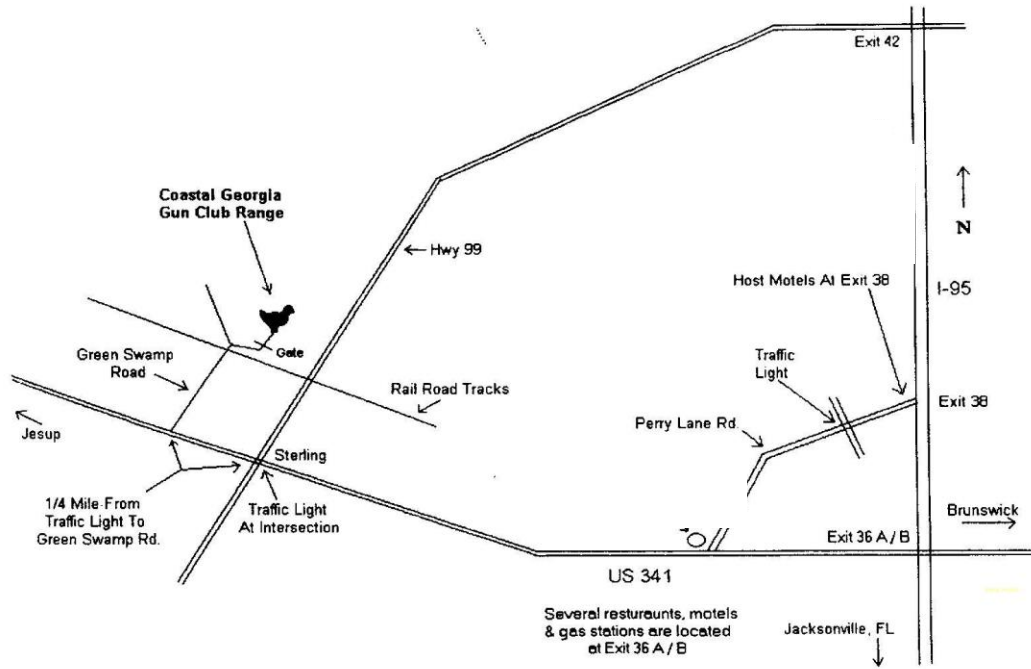 Exit 42
Coastal Georgia
Gun Club Range
Hwy 99
N
Host Motels At Exit 38
I-95
Gate
Green Swamp
Road
Traffic
Light
Rail Road Tracks
Exit 38
Perry Lane Rd.
Jesup
Sterling
1/4 Mile From
Traffic Light To
Green Swamp Rd.
Traffic Light
At Intersection
Brunswick
Exit 36 A / B
US 341
Several resturaunts, motels
& gas stations are located
at Exit 36 A / B
Jacksonville, FL